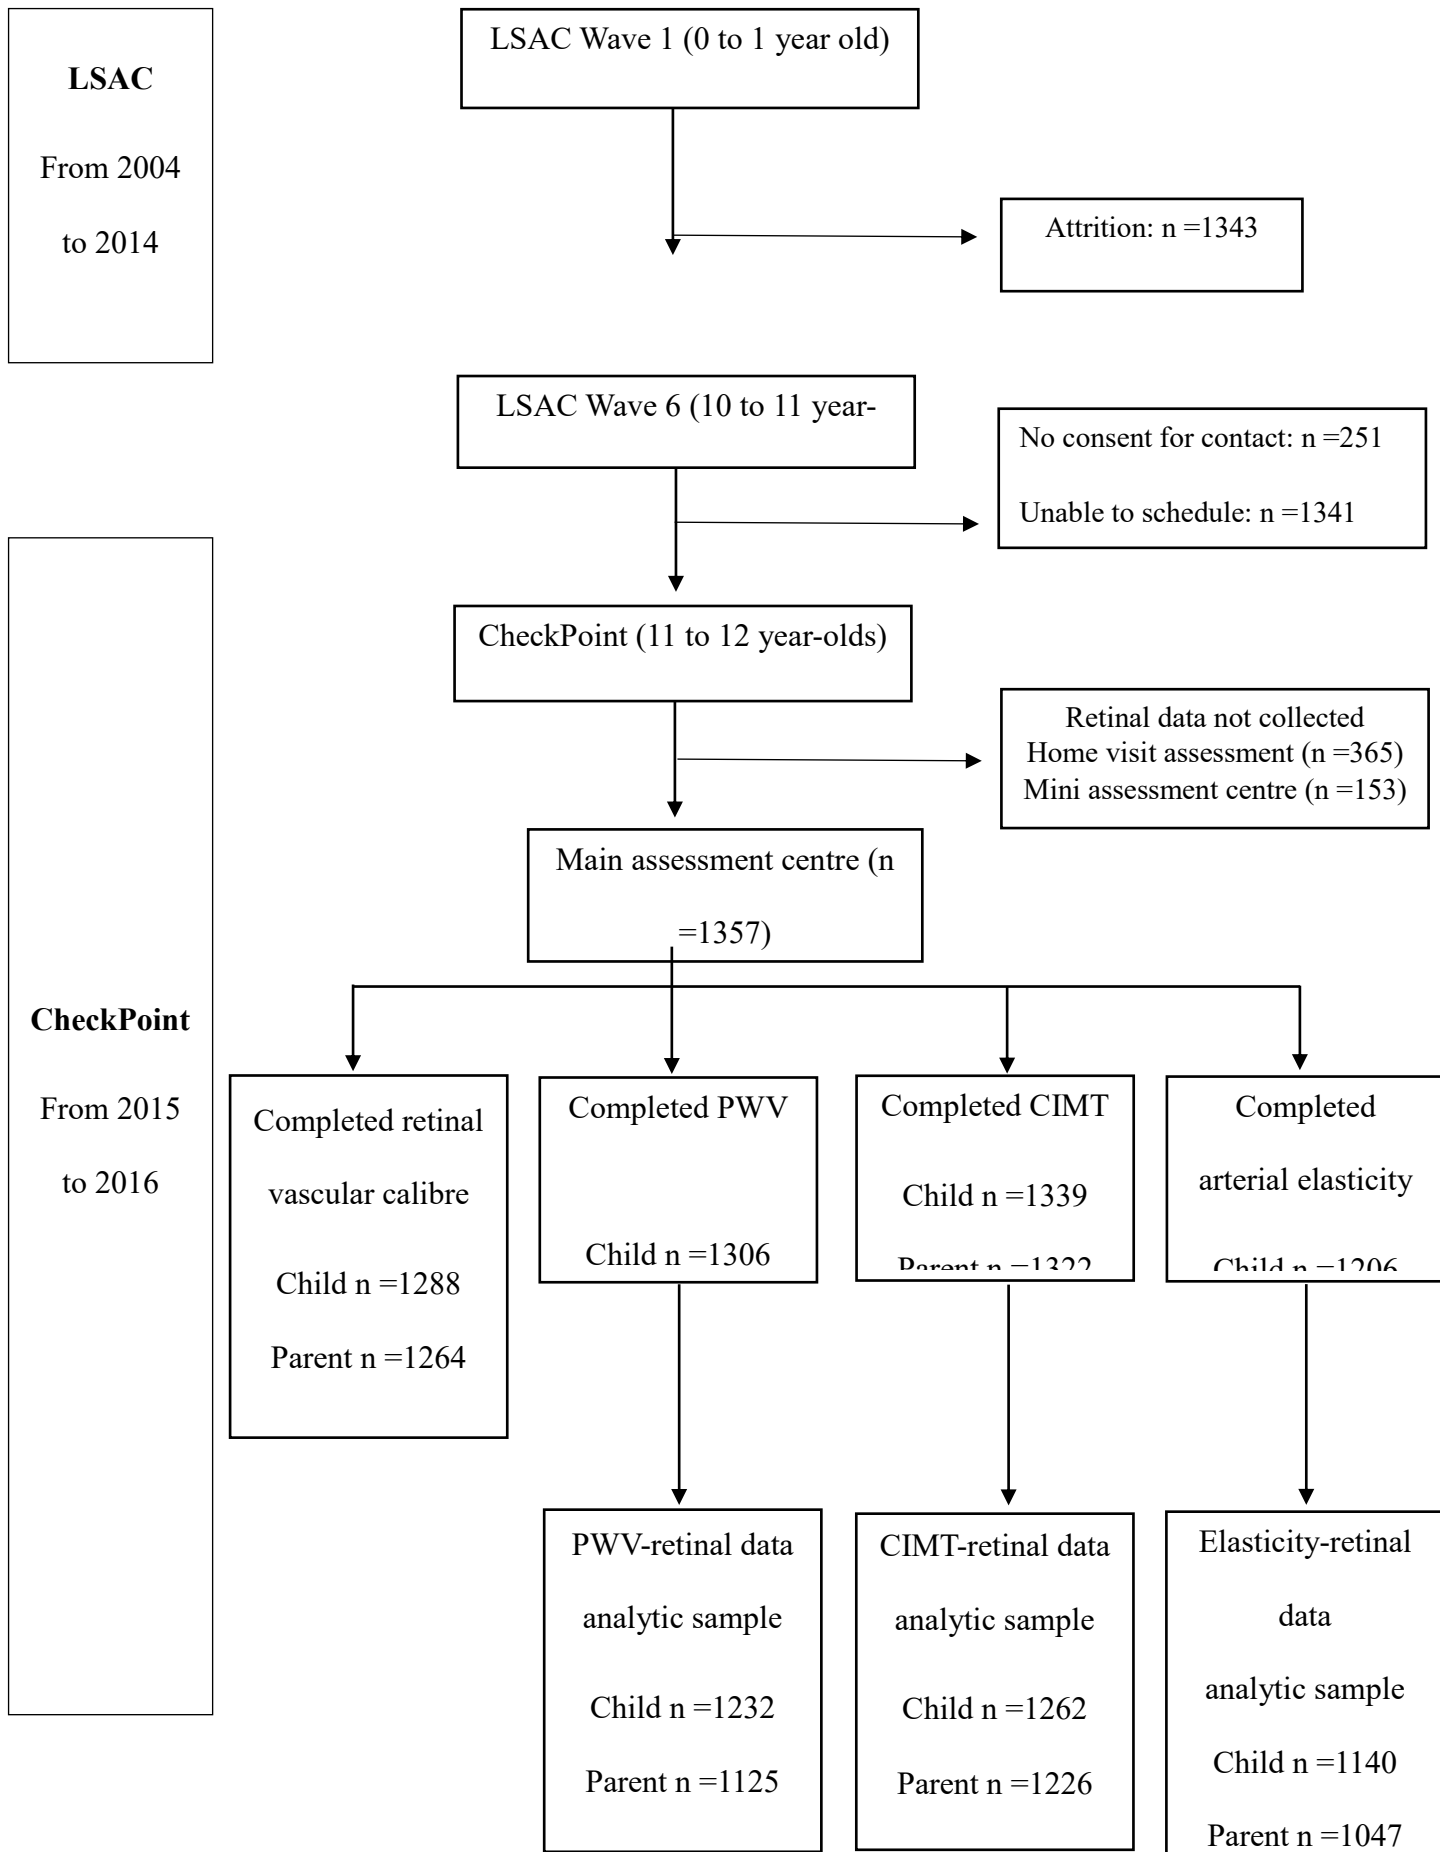 LSAC
From 2004
to 2014
LSAC Wave 1 (0 to 1 year old)
Attrition: n =1343
LSAC Wave 6 (10 to 11 year-
No consent for contact: n =251
Unable to schedule: n =1341
CheckPoint
From 2015
to 2016
CheckPoint (11 to 12 year-olds)
Retinal data not collected
Home visit assessment (n =365)
Mini assessment centre (n =153)
Main assessment centre (n
=1357)
Completed retinal
vascular calibre
Child n =1288
Parent n =1264
Completed PWV
Child n =1306
Completed CIMT
Child n =1339
Parent n =1322
Completed
arterial elasticity
Child n =1206
PWV-retinal data
analytic sample
Child n =1232
Parent n =1125
CIMT-retinal data
analytic sample
Child n =1262
Parent n =1226
Elasticity-retinal
data
analytic sample
Child n =1140
Parent n =1047